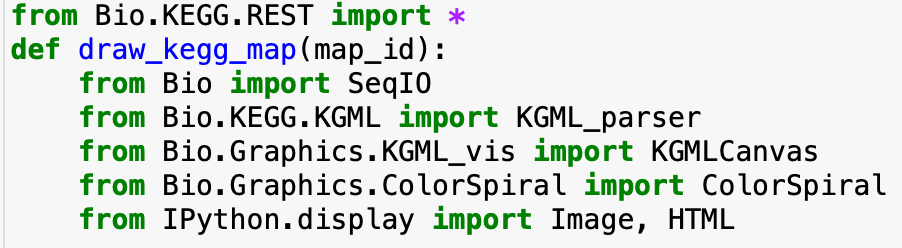 from Bio.KEGG.REST import *
def draw_kegg_map(map_id):
    from Bio import SeqIO
    from Bio.KEGG.KGML import KGML_parser
    from Bio.Graphics.KGML_vis import KGMLCanvas
    from Bio.Graphics.ColorSpiral import ColorSpiral
    from IPython.display import Image, HTML